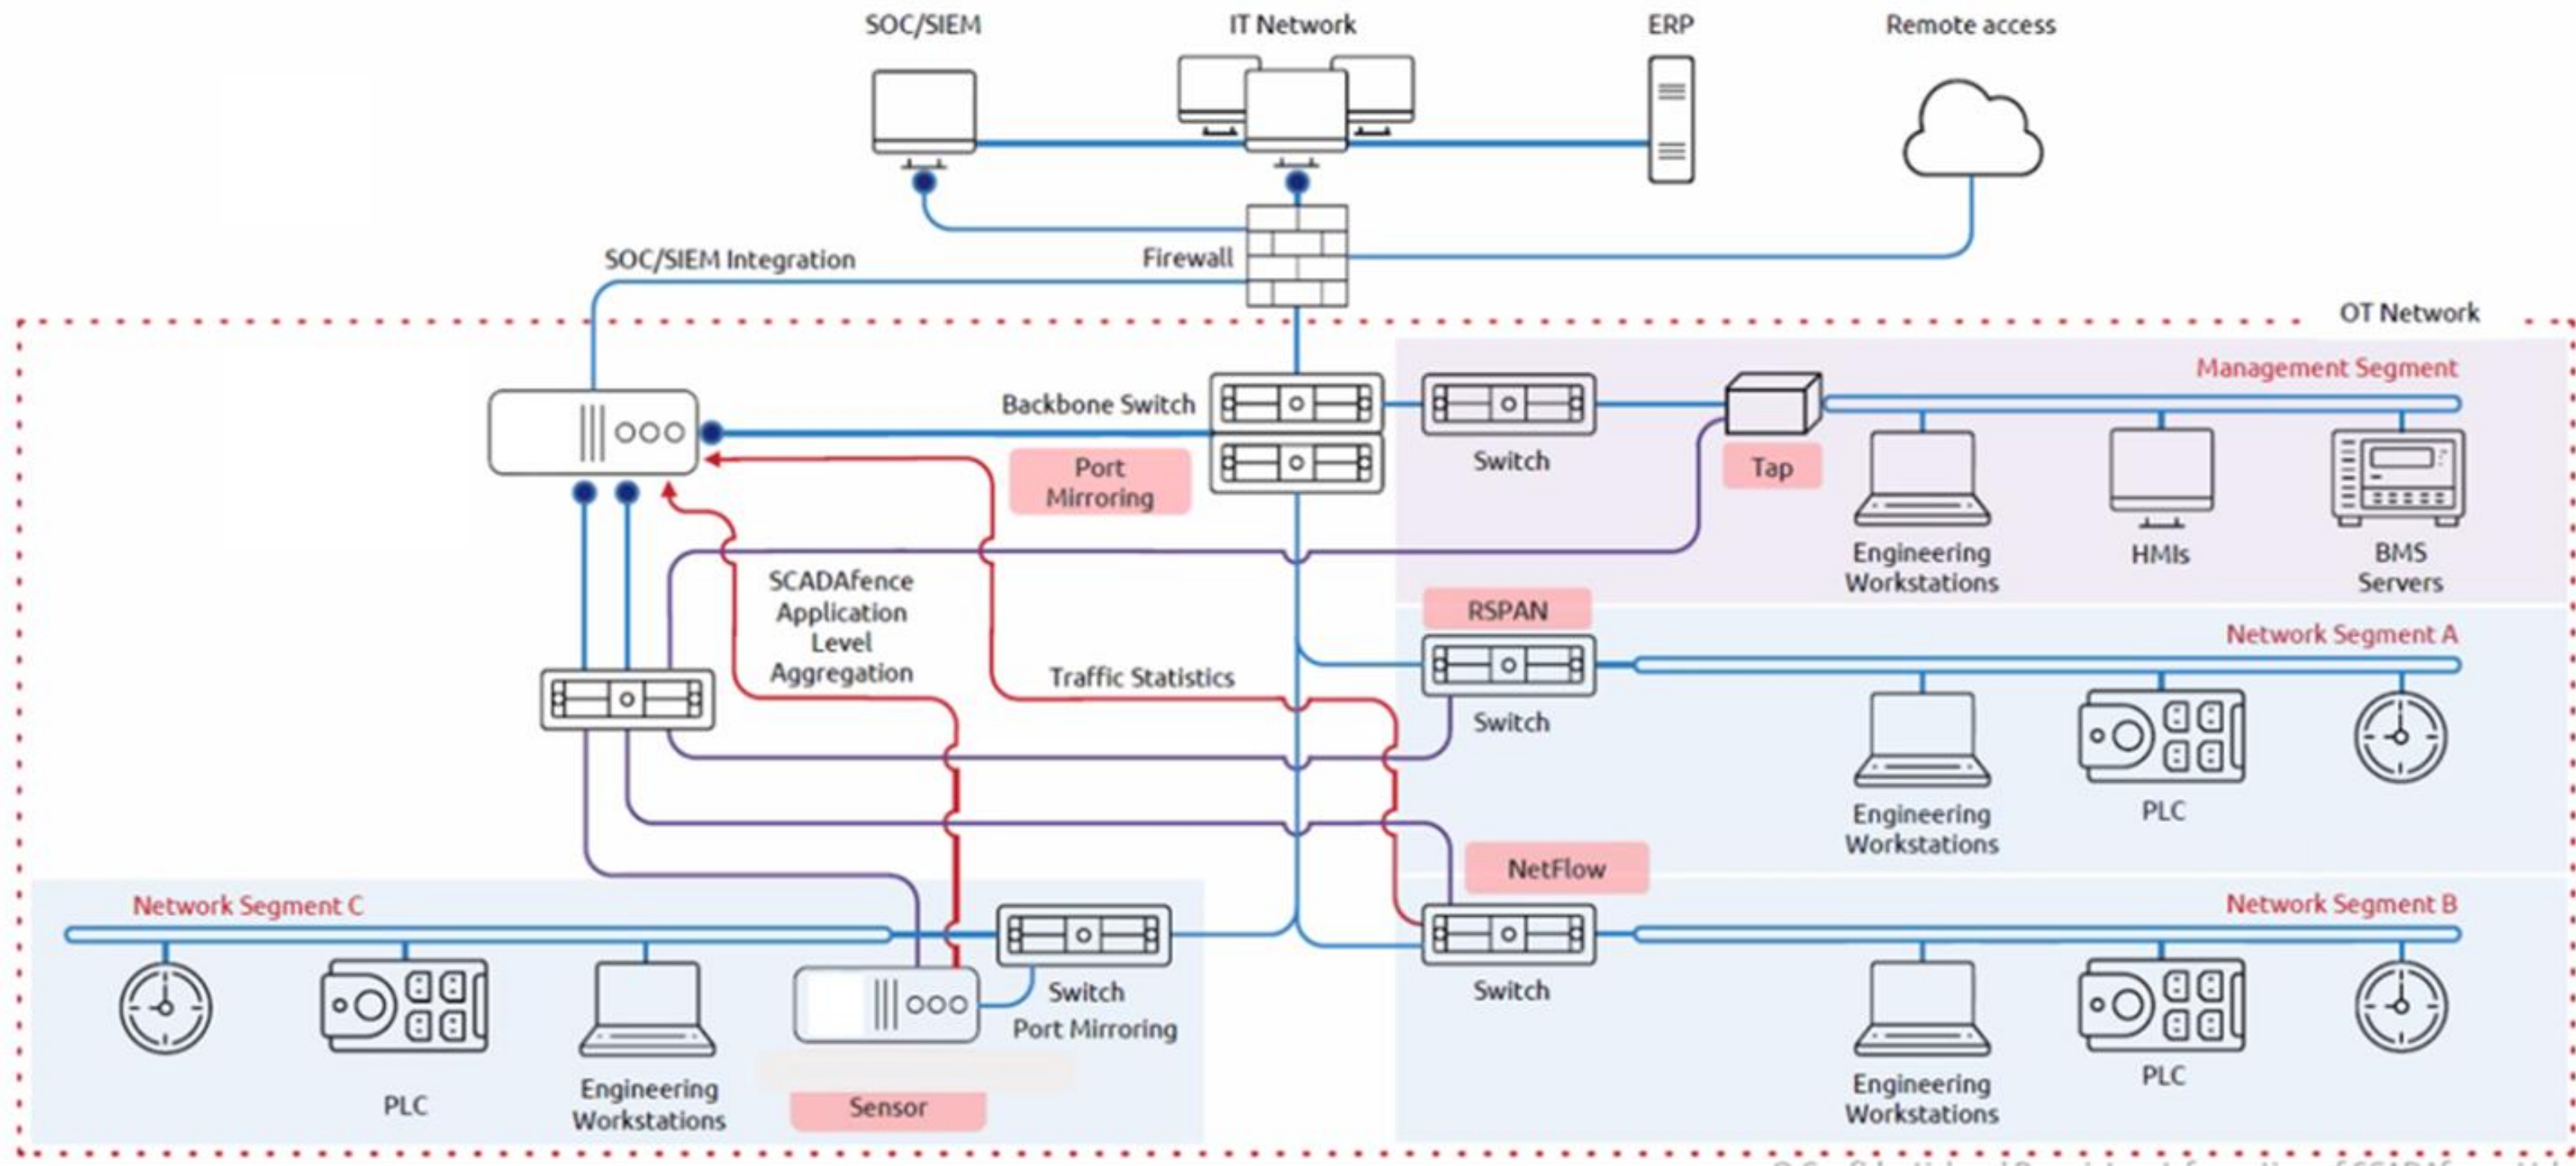 SOC/SIEM
IT Network
ERP
Remote access
SOC/SIEM Integration
Firewall
OT Network
Management Segment
Backbone Switch
Port
Mirroring
Switch
Tap
Engineering
Workstations
HMIs
BMS
Servers
SCADAfence
Application
Level
Aggregation
Traffic Statistics
RSPAN
Network Segment A
Switch
Engineering
Workstations
PLC
NetFlow
Network Segment C
Network Segment B
Switch
Port Mirroring
Switch
PLC
Engineering
Workstations
Sensor
Engineering
Workstations
PLC